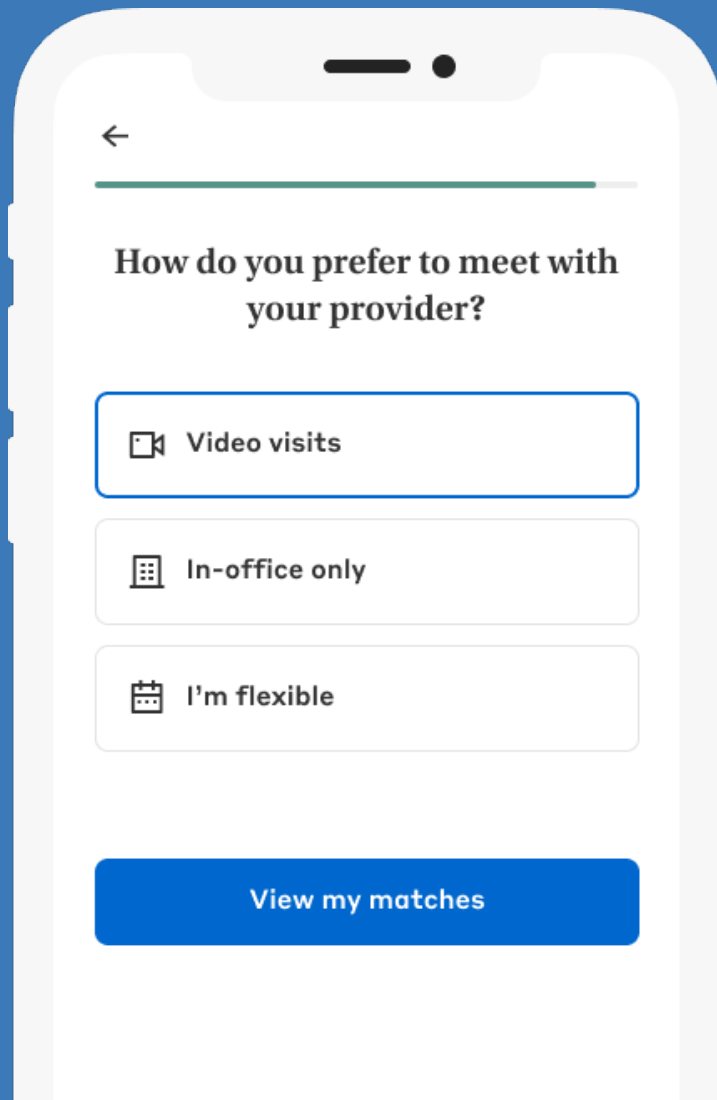 How do you prefer to meet with
your provider?
Video visits
In-office only
I’m flexible
View my matches